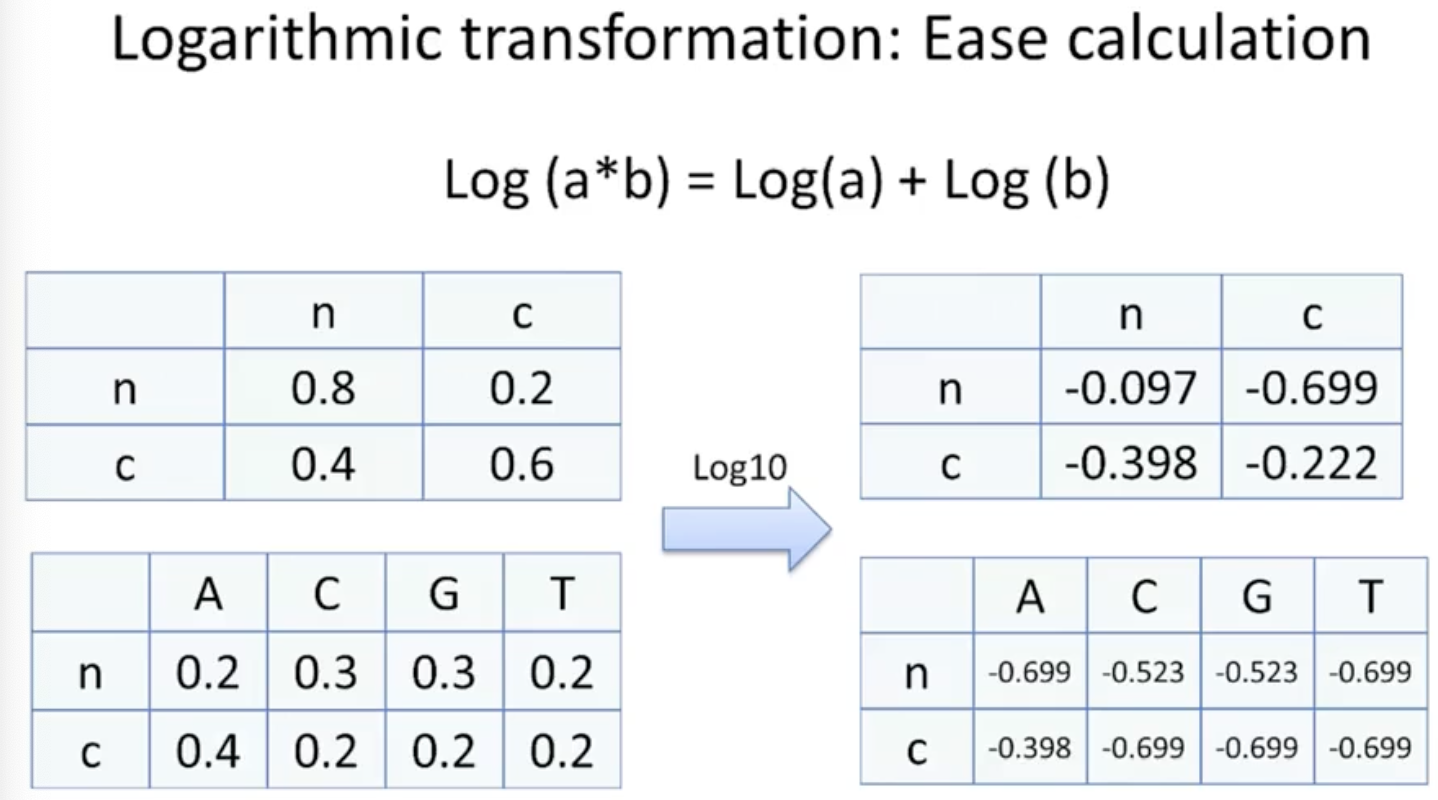 Logarithmic transformation: Ease calculation
Log (a*b) = Log(a) + Log (b)
n c
n 0.8 0.2
c 0.4 0.6
A C G T
n 0.2 0.3 0.3 0.2
c 0.4 0.2 0.2 0.2
Log10
n c
n -0.097 -0.699
c -0.398 -0.222
A C G T
n -0.699 -0.523 -0.523 -0.699
c -0.398 -0.699 -0.699 -0.699